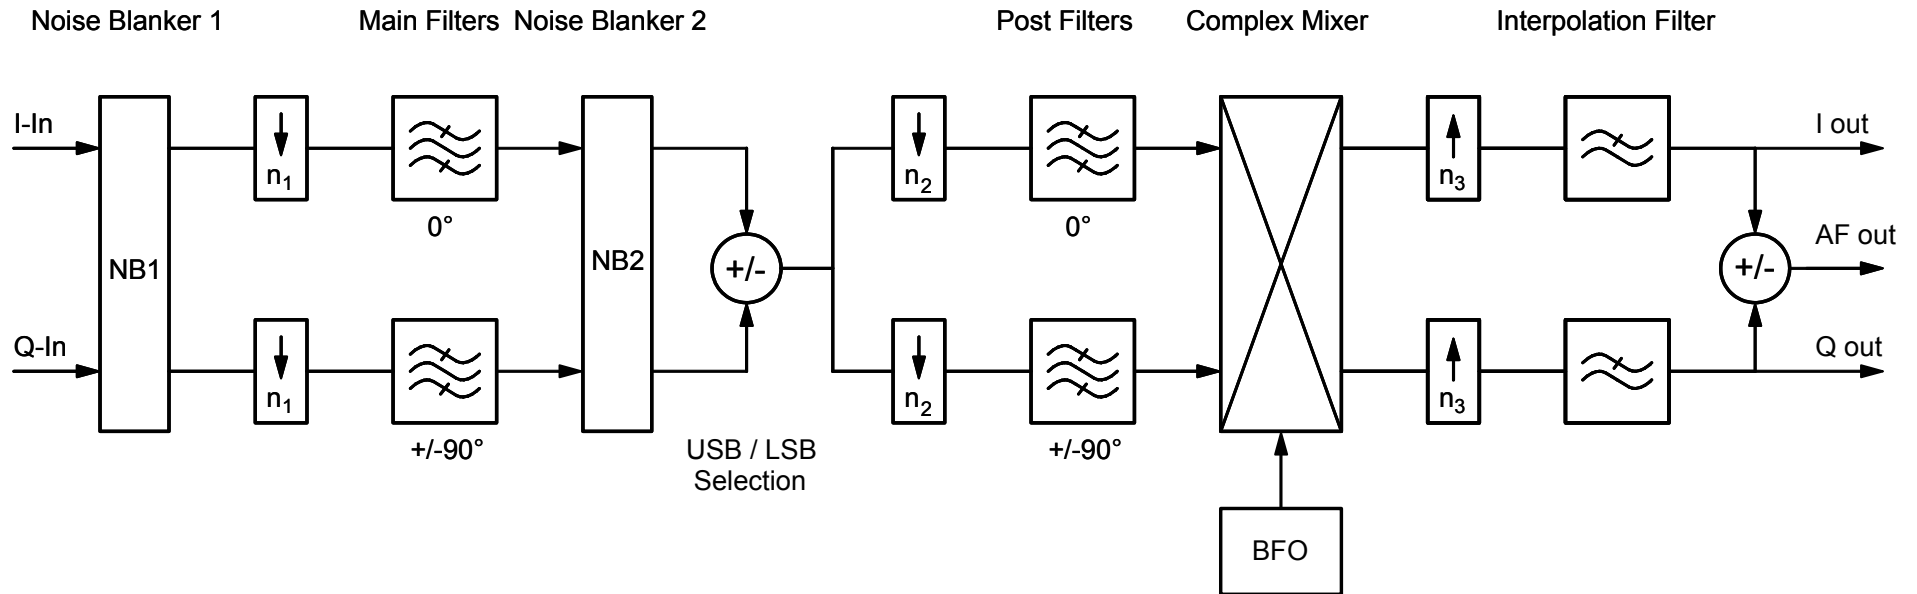 Noise Blanker 1
Main Filters
Noise Blanker 2
Post Filters
Complex Mixer
Interpolation Filter
I-In
n1
n2
n3
I out
0°
0°
NB1
NB2
+/-
+/-
AF out
Q-In
n1
n2
n3
Q out
+/-90°
USB / LSB
Selection
+/-90°
BFO